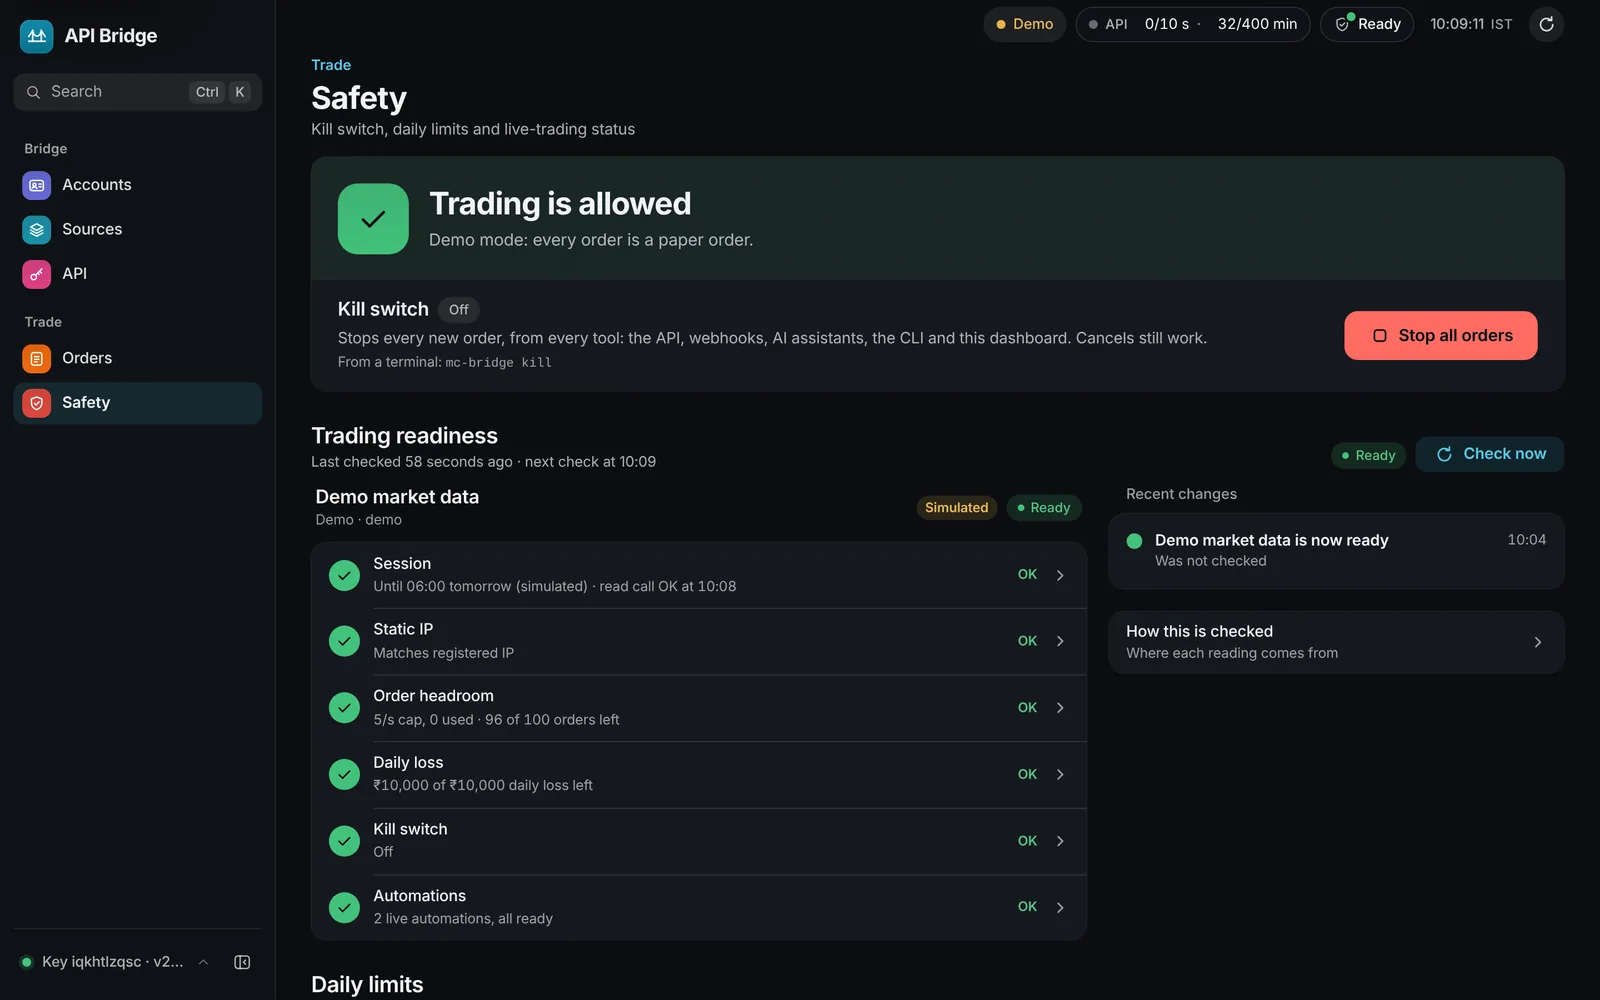 API Bridge
Search Ctrl K
Bridge
Accounts
Sources
API
Trade
Orders
Safety
Key iqkhtlzqsc · v2...
Demo
API 0/10 s · 32/400 min
Ready
10:09:11 IST
Trade
Safety
Kill switch, daily limits and live-trading status
Trading is allowed
Demo mode: every order is a paper order.
Kill switch Off
Stops every new order, from every tool: the API, webhooks, AI assistants, the CLI and this dashboard. Cancels still work.
From a terminal: mc-bridge kill
Stop all orders
Trading readiness
Last checked 58 seconds ago · next check at 10:09
Ready
Check now
Demo market data
Demo · demo
Simulated
Ready
Session
Until 06:00 tomorrow (simulated) · read call OK at 10:08
OK
Static IP
Matches registered IP
OK
Order headroom
5/s cap, 0 used · 96 of 100 orders left
OK
Daily loss
₹10,000 of ₹10,000 daily loss left
OK
Kill switch
Off
OK
Automations
2 live automations, all ready
OK
Recent changes
Demo market data is now ready 10:04
Was not checked
How this is checked
Where each reading comes from
Daily limits